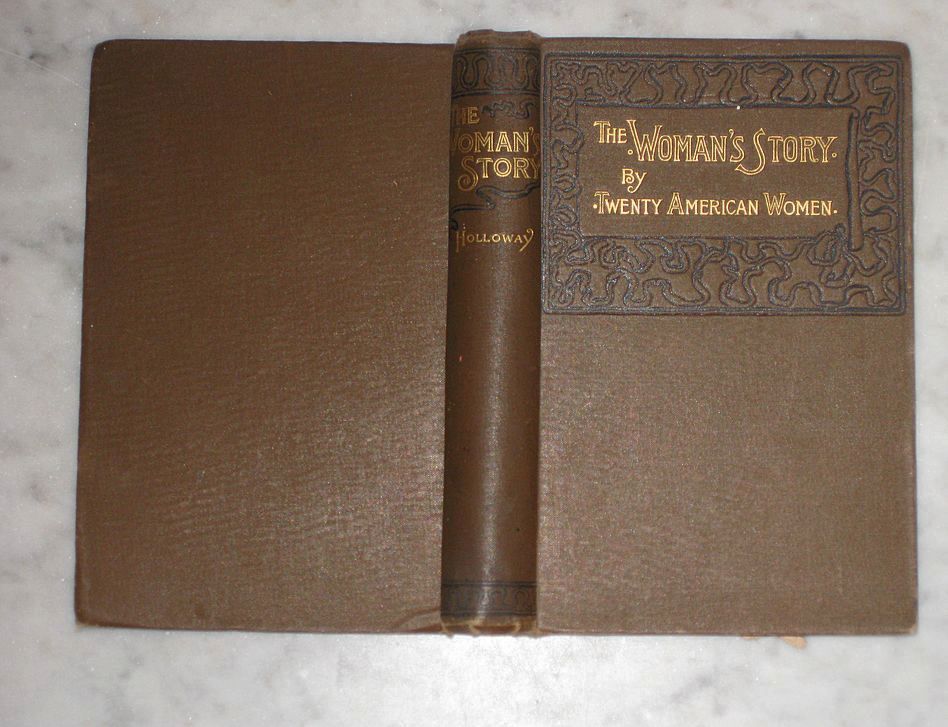 THE
WOMAN'S
STORY
HOLLOWAY
THE WOMAN'S STORY.
BY
·TWENTY AMERICAN WOMEN·